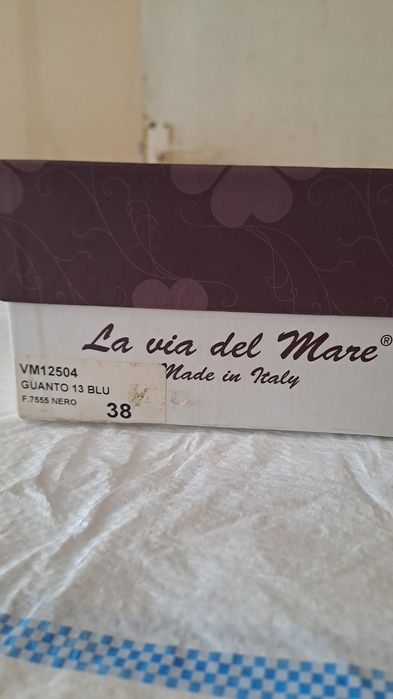 La via del Mare®
Made in Italy
VM12504
GUANTO 13 BLU
F.7555 NERO 38